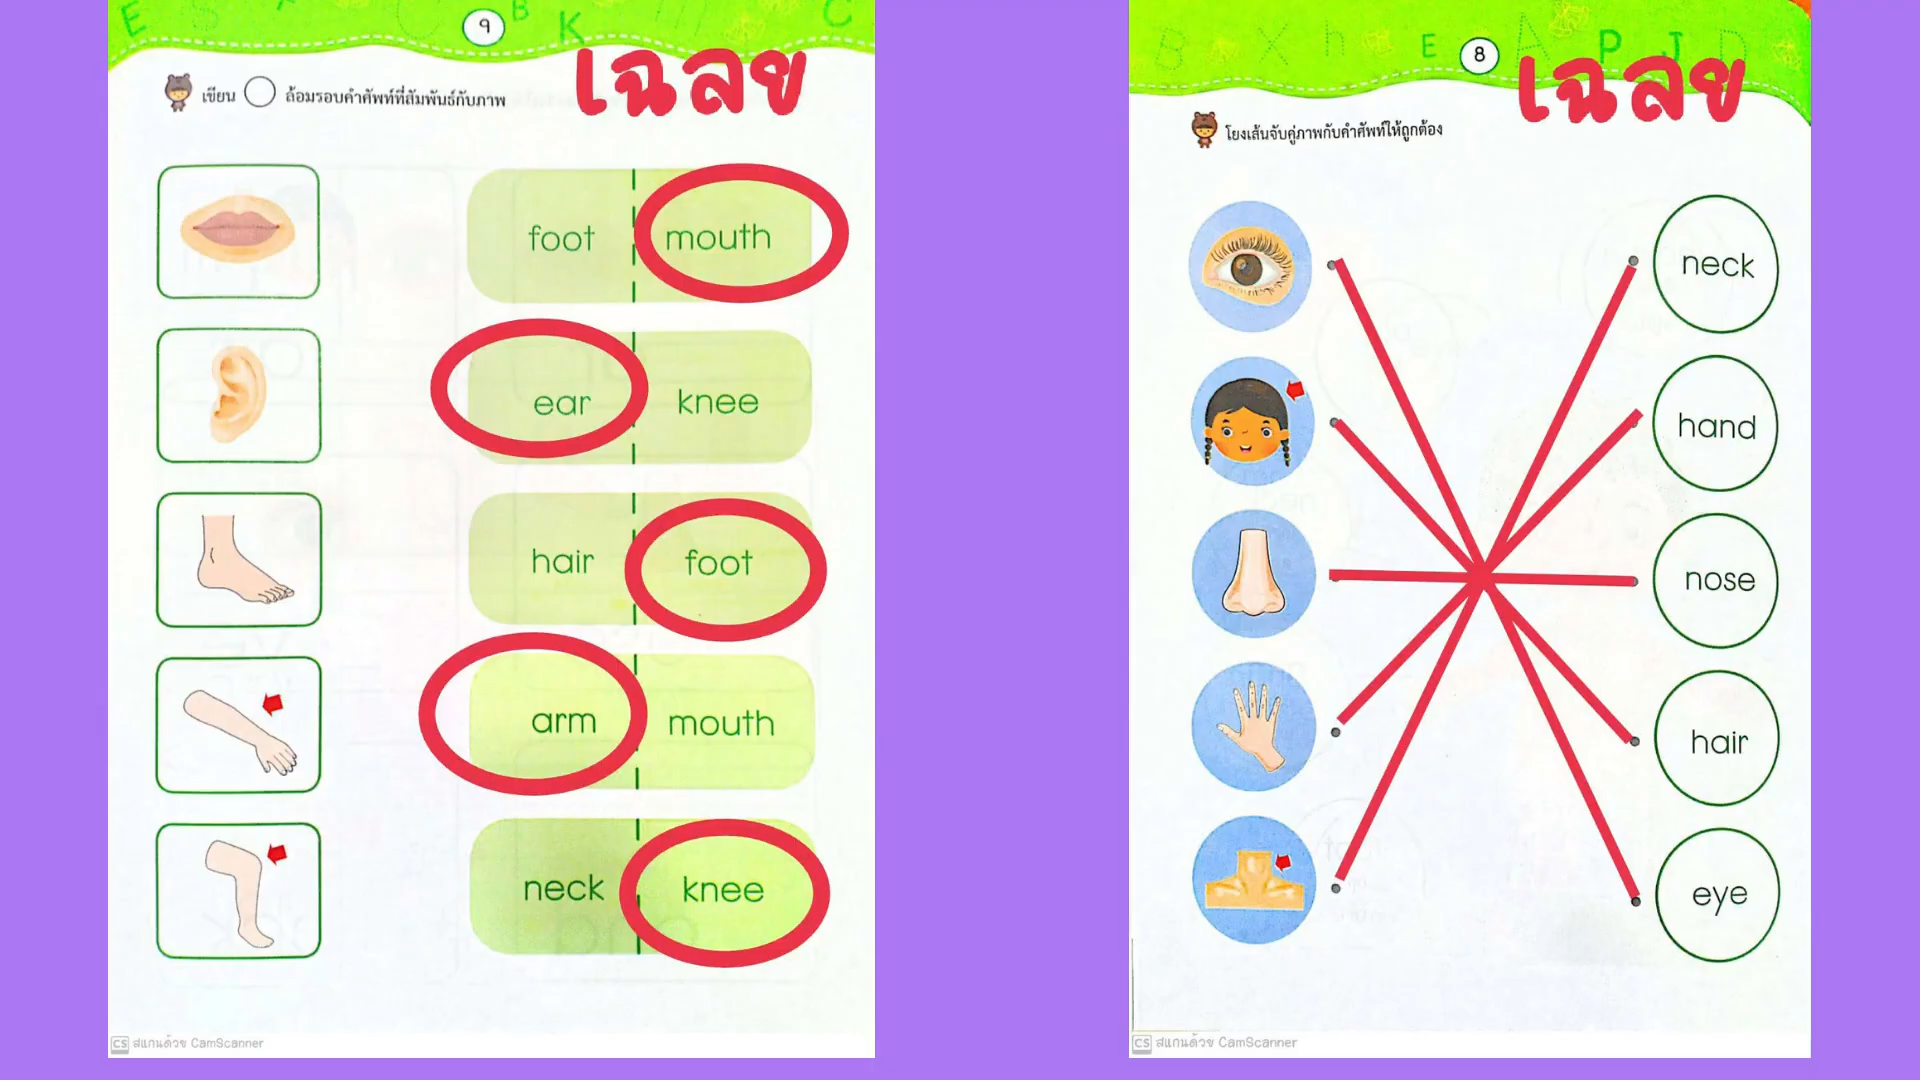 9
เฉลย
เขียน ◯ ล้อมรอบคำศัพท์ที่สัมพันธ์กับภาพ
foot mouth
ear knee
hair foot
arm mouth
neck knee
CS สแกนด้วย CamScanner
8
เฉลย
โยงเส้นจับคู่ภาพกับคำศัพท์ให้ถูกต้อง
neck
hand
nose
hair
eye
CS สแกนด้วย CamScanner